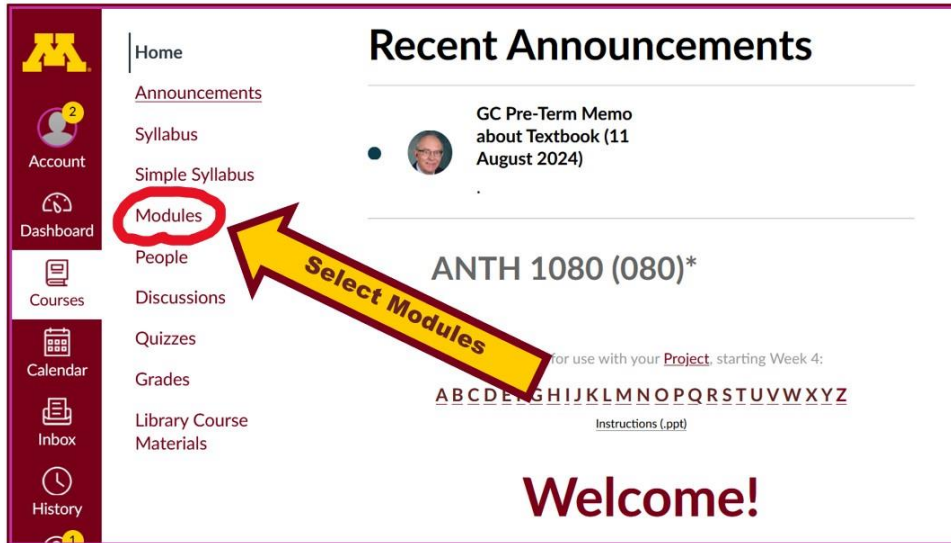 M
2
Account
Dashboard
Courses
Calendar
Inbox
History
1
Home
Announcements
Syllabus
Simple Syllabus
Modules
People
Discussions
Quizzes
Grades
Library Course
Materials
Select Modules
Recent Announcements
GC Pre-Term Memo
about Textbook (11
August 2024)
.
ANTH 1080 (080)*
for use with your Project, starting Week 4:
A B C D E G H I J K L M N O P Q R S T U V W X Y Z
Instructions (.ppt)
Welcome!